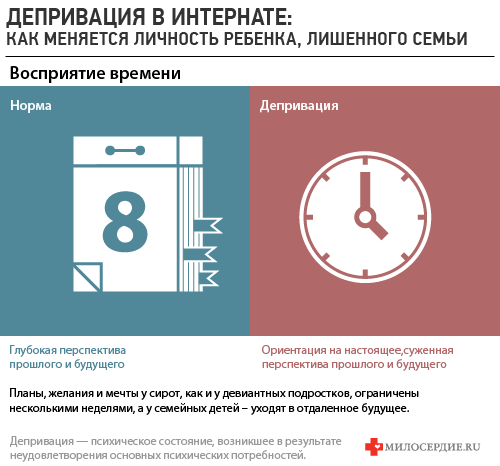 ДЕПРИВАЦИЯ В ИНТЕРНАТЕ:
КАК МЕНЯЕТСЯ ЛИЧНОСТЬ РЕБЕНКА, ЛИШЕННОГО СЕМЬИ
Восприятие времени
Норма
Депривация
8
Глубокая перспектива
прошлого и будущего
Ориентация на настоящее,суженная
перспектива прошлого и будущего
Планы, желания и мечты у сирот, как и у девиантных подростков, ограничены
несколькими неделями, а у семейных детей – уходят в отдаленное будущее.
Депривация — психическое состояние, возникшее в результате
неудовлетворения основных психических потребностей.
МИЛОСЕРДИЕ.RU